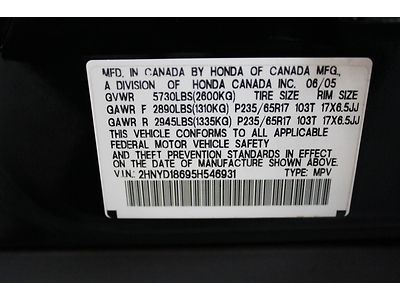 MFD. IN CANADA BY HONDA OF CANADA MFG.,
A DIVISION OF HONDA CANADA INC. 06/05
GVWR 5730LBS(2600KG) TIRE SIZE RIM SIZE
GAWR F 2890LBS(1310KG) P235/65R17 103T 17X6.5JJ
GAWR R 2945LBS(1335KG) P235/65R17 103T 17X6.5JJ
THIS VEHICLE CONFORMS TO ALL APPLICABLE
FEDERAL MOTOR VEHICLE SAFETY
AND THEFT PREVENTION STANDARDS IN EFFECT
ON THE DATE OF MANUFACTURE SHOWN ABOVE.
V.I.N.: 2HNYD18695H546931 TYPE: MPV